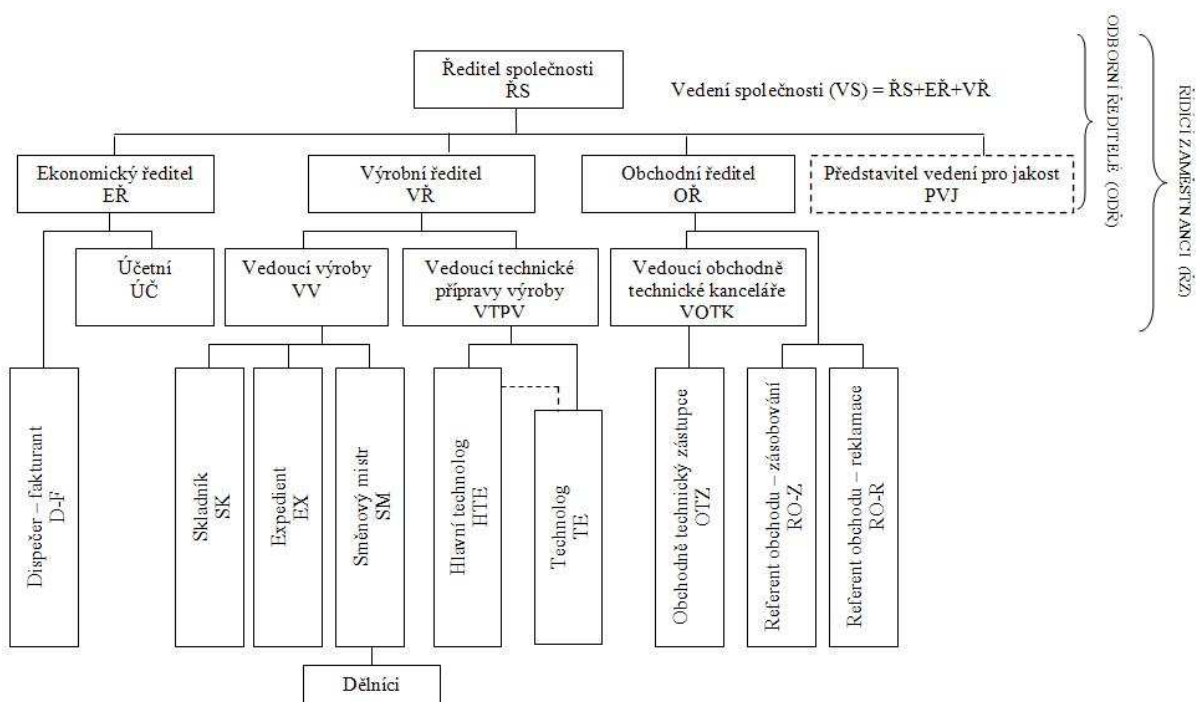 Ředitel společnosti
ŘS
Vedení společnosti (VS) = ŘS+EŘ+VŘ
ODBORNÍ ŘEDITELÉ (ODŘ)
ŘÍDÍCÍ ZAMĚSTNANCI (ŘZ)
Ekonomický ředitel
EŘ
Výrobní ředitel
VŘ
Obchodní ředitel
OŘ
Představitel vedení pro jakost
PVJ
Účetní
ÚČ
Vedoucí výroby
VV
Vedoucí technické
přípravy výroby
VTPV
Vedoucí obchodně
technické kanceláře
VOTK
Dispečer – fakturant
D-F
Skladník
SK
Expedient
EX
Směnový mistr
SM
Hlavní technolog
HTE
Technolog
TE
Obchodně technický zástupce
OTZ
Referent obchodu – zásobování
RO-Z
Referent obchodu – reklamace
RO-R
Dělníci